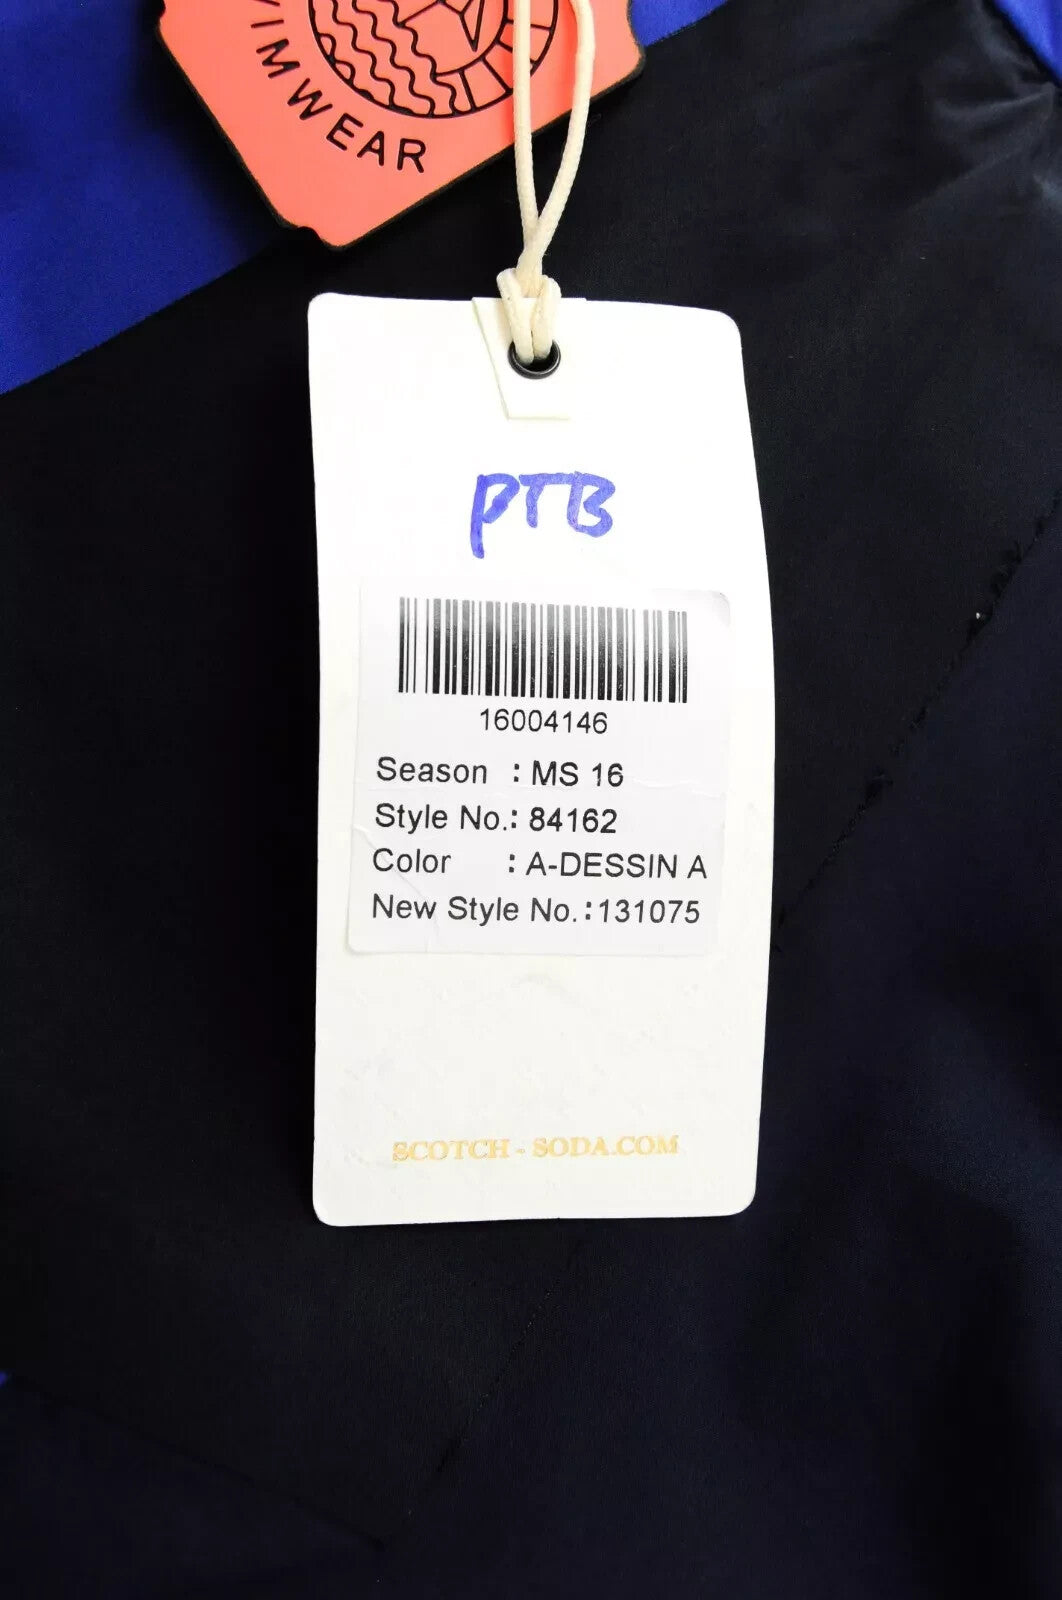 IMWEAR
PTB
16004146
Season : MS 16
Style No.: 84162
Color : A-DESSIN A
New Style No.:131075
SCOTCH - SODA.COM